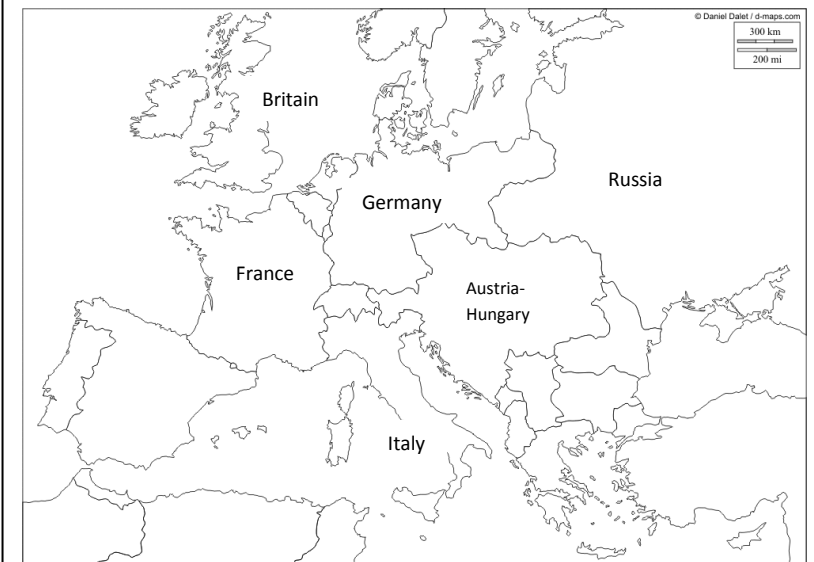 © Daniel Dalet / d-maps.com
300 km
200 mi
Britain
Russia
Germany
France
Austria-
Hungary
Italy